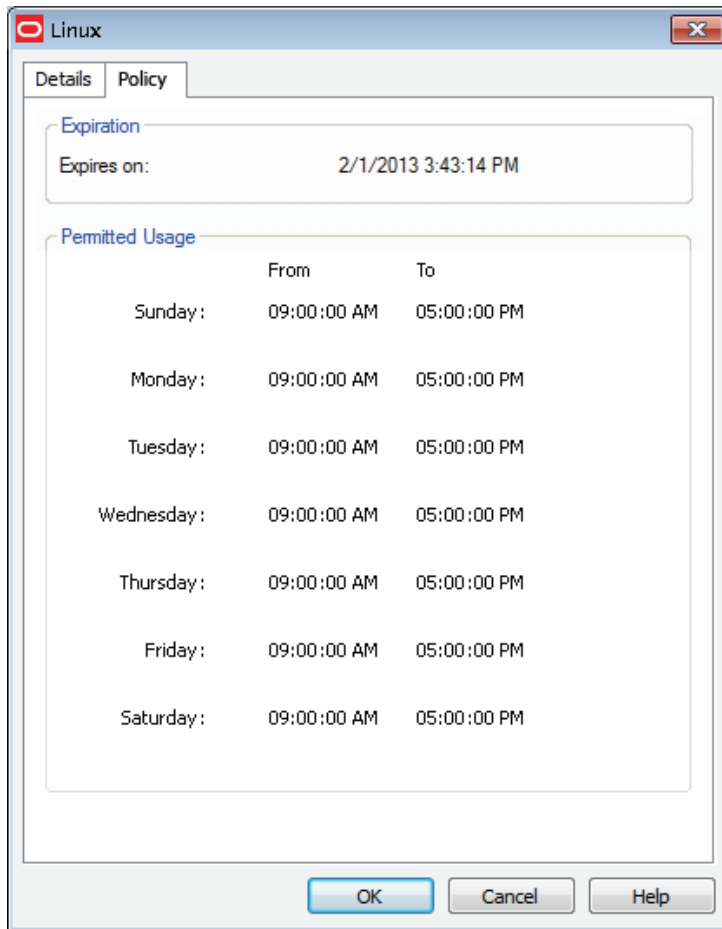 Linux
Details Policy
Expiration
Expires on: 2/1/2013 3:43:14 PM
Permitted Usage
From To
Sunday: 09:00:00 AM 05:00:00 PM
Monday: 09:00:00 AM 05:00:00 PM
Tuesday: 09:00:00 AM 05:00:00 PM
Wednesday: 09:00:00 AM 05:00:00 PM
Thursday: 09:00:00 AM 05:00:00 PM
Friday: 09:00:00 AM 05:00:00 PM
Saturday: 09:00:00 AM 05:00:00 PM
OK Cancel Help